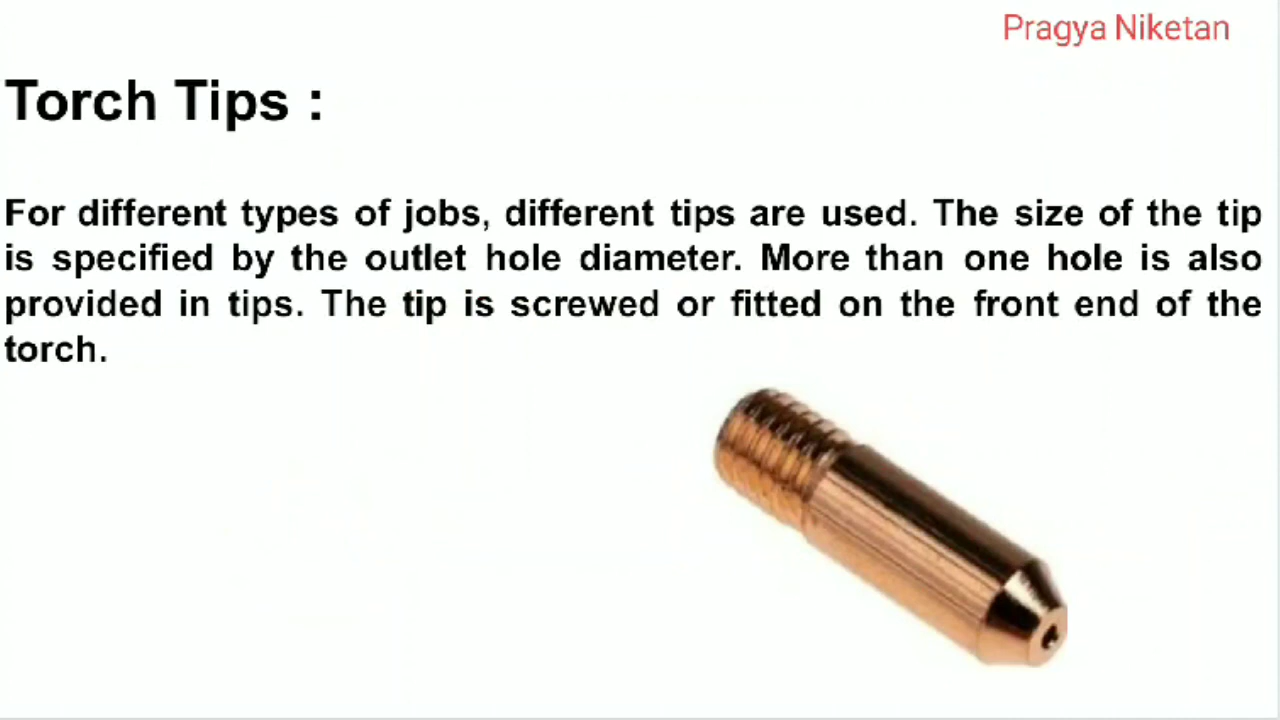 Pragya Niketan
Torch Tips :
For different types of jobs, different tips are used. The size of the tip
is specified by the outlet hole diameter. More than one hole is also
provided in tips. The tip is screwed or fitted on the front end of the
torch.